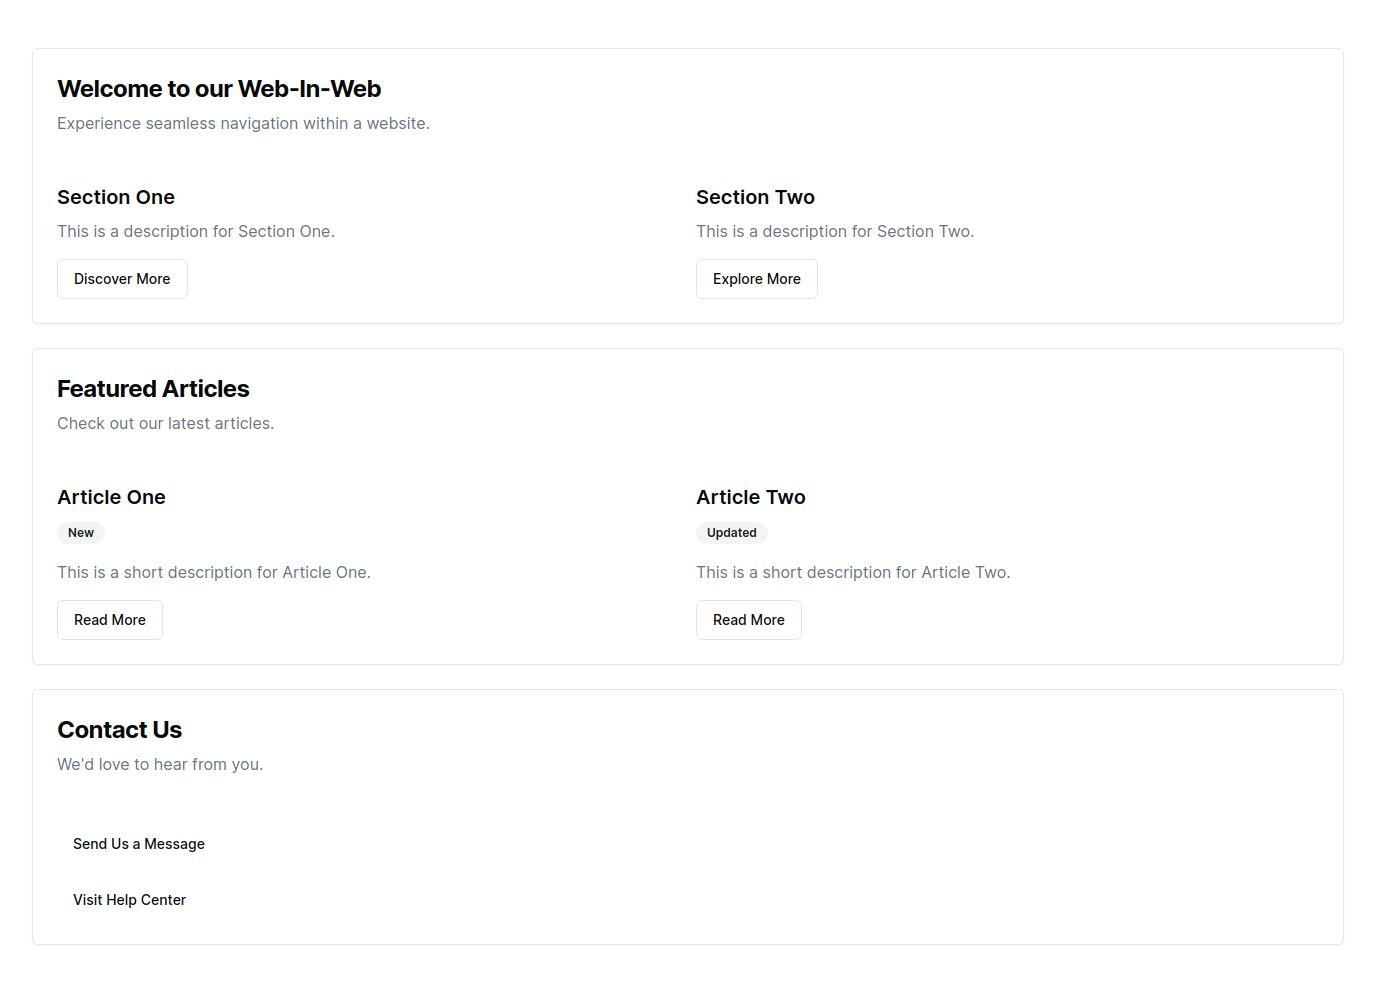 Welcome to our Web-In-Web
Experience seamless navigation within a website.
Section One
This is a description for Section One.
Discover More
Section Two
This is a description for Section Two.
Explore More
Featured Articles
Check out our latest articles.
Article One
New
This is a short description for Article One.
Read More
Article Two
Updated
This is a short description for Article Two.
Read More
Contact Us
We'd love to hear from you.
Send Us a Message
Visit Help Center